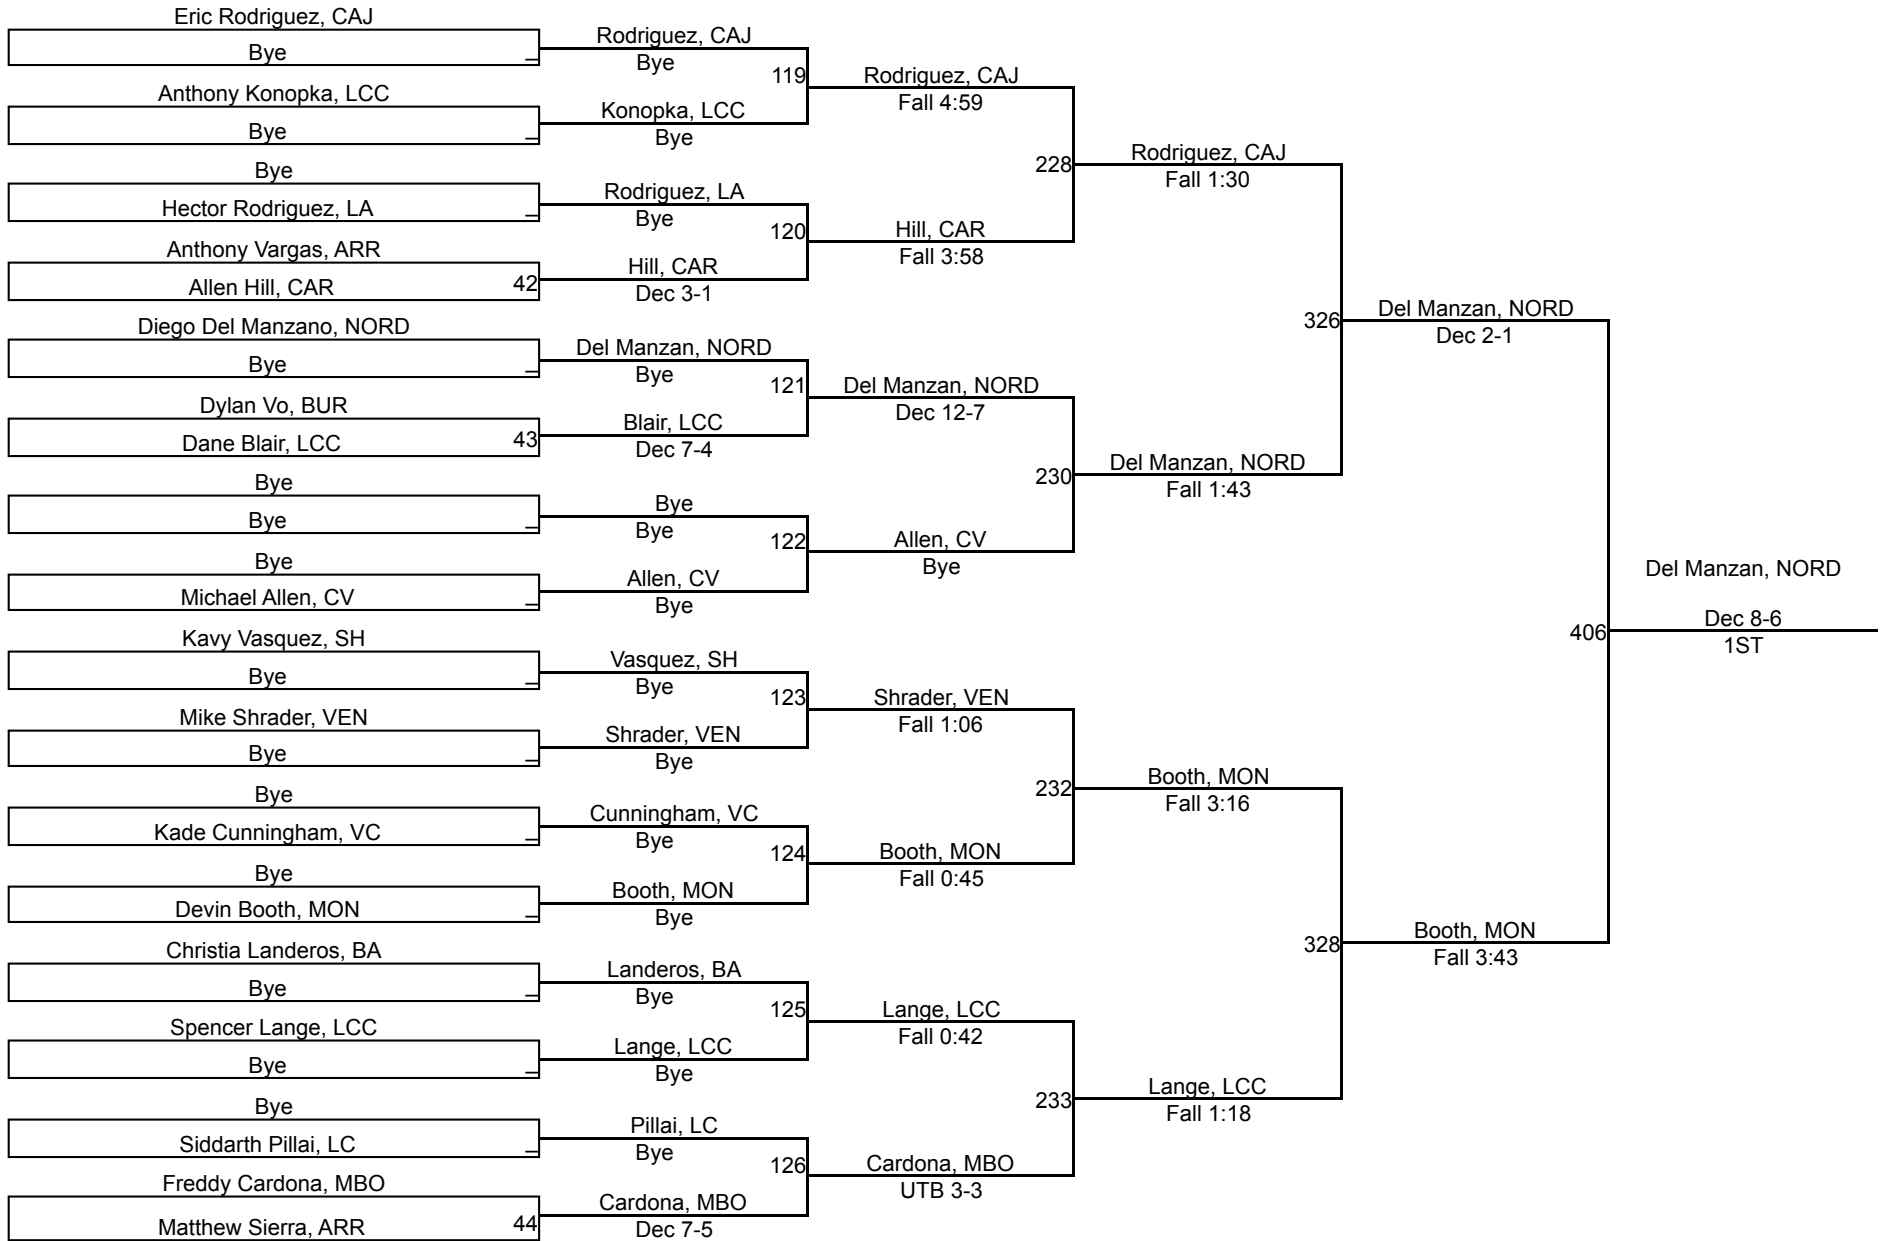 Eric Rodriguez, CAJ
Bye
Anthony Konopka, LCC
Bye
Bye
Hector Rodriguez, LA
Anthony Vargas, ARR
Allen Hill, CAR 42
Diego Del Manzano, NORD
Bye
Dylan Vo, BUR
Dane Blair, LCC 43
Bye
Bye
Bye
Michael Allen, CV
Kavy Vasquez, SH
Bye
Mike Shrader, VEN
Bye
Bye
Kade Cunningham, VC
Bye
Devin Booth, MON
Christia Landeros, BA
Bye
Spencer Lange, LCC
Bye
Bye
Siddarth Pillai, LC
Freddy Cardona, MBO
Matthew Sierra, ARR 44
Rodriguez, CAJ
Bye
119
Konopka, LCC
Bye
Rodriguez, LA
Bye
120
Hill, CAR
Dec 3-1
Del Manzan, NORD
Bye
121
Blair, LCC
Dec 7-4
Bye
Bye
122
Allen, CV
Bye
Vasquez, SH
Bye
123
Shrader, VEN
Bye
Cunningham, VC
Bye
124
Booth, MON
Bye
Landeros, BA
Bye
125
Lange, LCC
Bye
Pillai, LC
Bye
126
Cardona, MBO
Dec 7-5
Rodriguez, CAJ
Fall 4:59
228
Hill, CAR
Fall 3:58
Del Manzan, NORD
Dec 12-7
230
Allen, CV
Bye
Shrader, VEN
Fall 1:06
232
Booth, MON
Fall 0:45
Lange, LCC
Fall 0:42
233
Cardona, MBO
UTB 3-3
Rodriguez, CAJ
Fall 1:30
326
Del Manzan, NORD
Fall 1:43
Booth, MON
Fall 3:16
328
Lange, LCC
Fall 1:18
Del Manzan, NORD
Dec 2-1
406
Booth, MON
Fall 3:43
Del Manzan, NORD
Dec 8-6
1ST